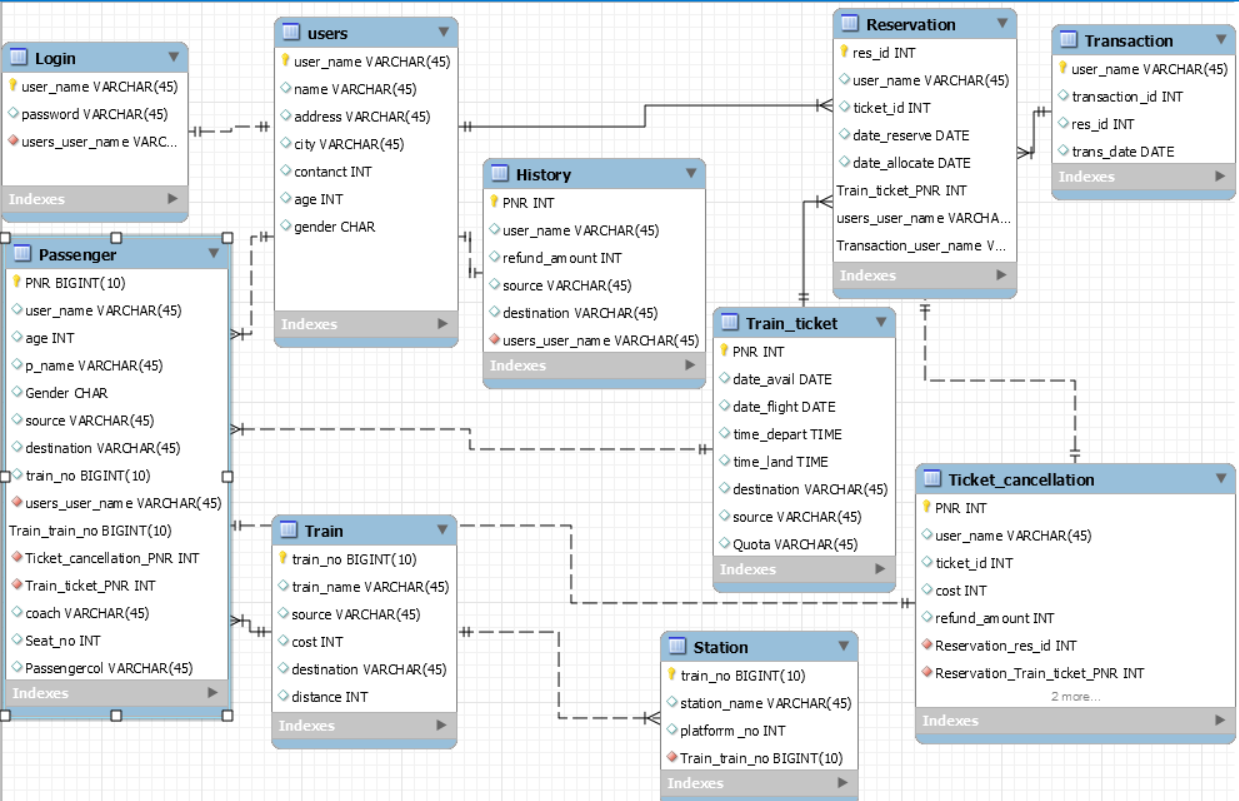 Login
user_name VARCHAR(45)
password VARCHAR(45)
users_user_name VARC...
Indexes
users
user_name VARCHAR(45)
name VARCHAR(45)
address VARCHAR(45)
city VARCHAR(45)
contanct INT
age INT
gender CHAR
Indexes
History
PNR INT
user_name VARCHAR(45)
refund_amount INT
source VARCHAR(45)
destination VARCHAR(45)
users_user_name VARCHAR(45)
Indexes
Reservation
res_id INT
user_name VARCHAR(45)
ticket_id INT
date_reserve DATE
date_allocate DATE
Train_ticket_PNR INT
users_user_name VARCHA...
Transaction_user_name V...
Indexes
Transaction
user_name VARCHAR(45)
transaction_id INT
res_id INT
trans_date DATE
Indexes
Passenger
PNR BIGINT(10)
user_name VARCHAR(45)
age INT
p_name VARCHAR(45)
Gender CHAR
source VARCHAR(45)
destination VARCHAR(45)
train_no BIGINT(10)
users_user_name VARCHAR(45)
Train_train_no BIGINT(10)
Ticket_cancellation_PNR INT
Train_ticket_PNR INT
coach VARCHAR(45)
Seat_no INT
Passengercol VARCHAR(45)
Indexes
Train
train_no BIGINT(10)
train_name VARCHAR(45)
source VARCHAR(45)
cost INT
destination VARCHAR(45)
distance INT
Indexes
Train_ticket
PNR INT
date_avail DATE
date_flight DATE
time_depart TIME
time_land TIME
destination VARCHAR(45)
source VARCHAR(45)
Quota VARCHAR(45)
Indexes
Station
train_no BIGINT(10)
station_name VARCHAR(45)
platforrm _no INT
Train_train_no BIGINT(10)
Indexes
Ticket_cancellation
PNR INT
user_name VARCHAR(45)
ticket_id INT
cost INT
refund_amount INT
Reservation_res_id INT
Reservation_Train_ticket_PNR INT
2 more...
Indexes